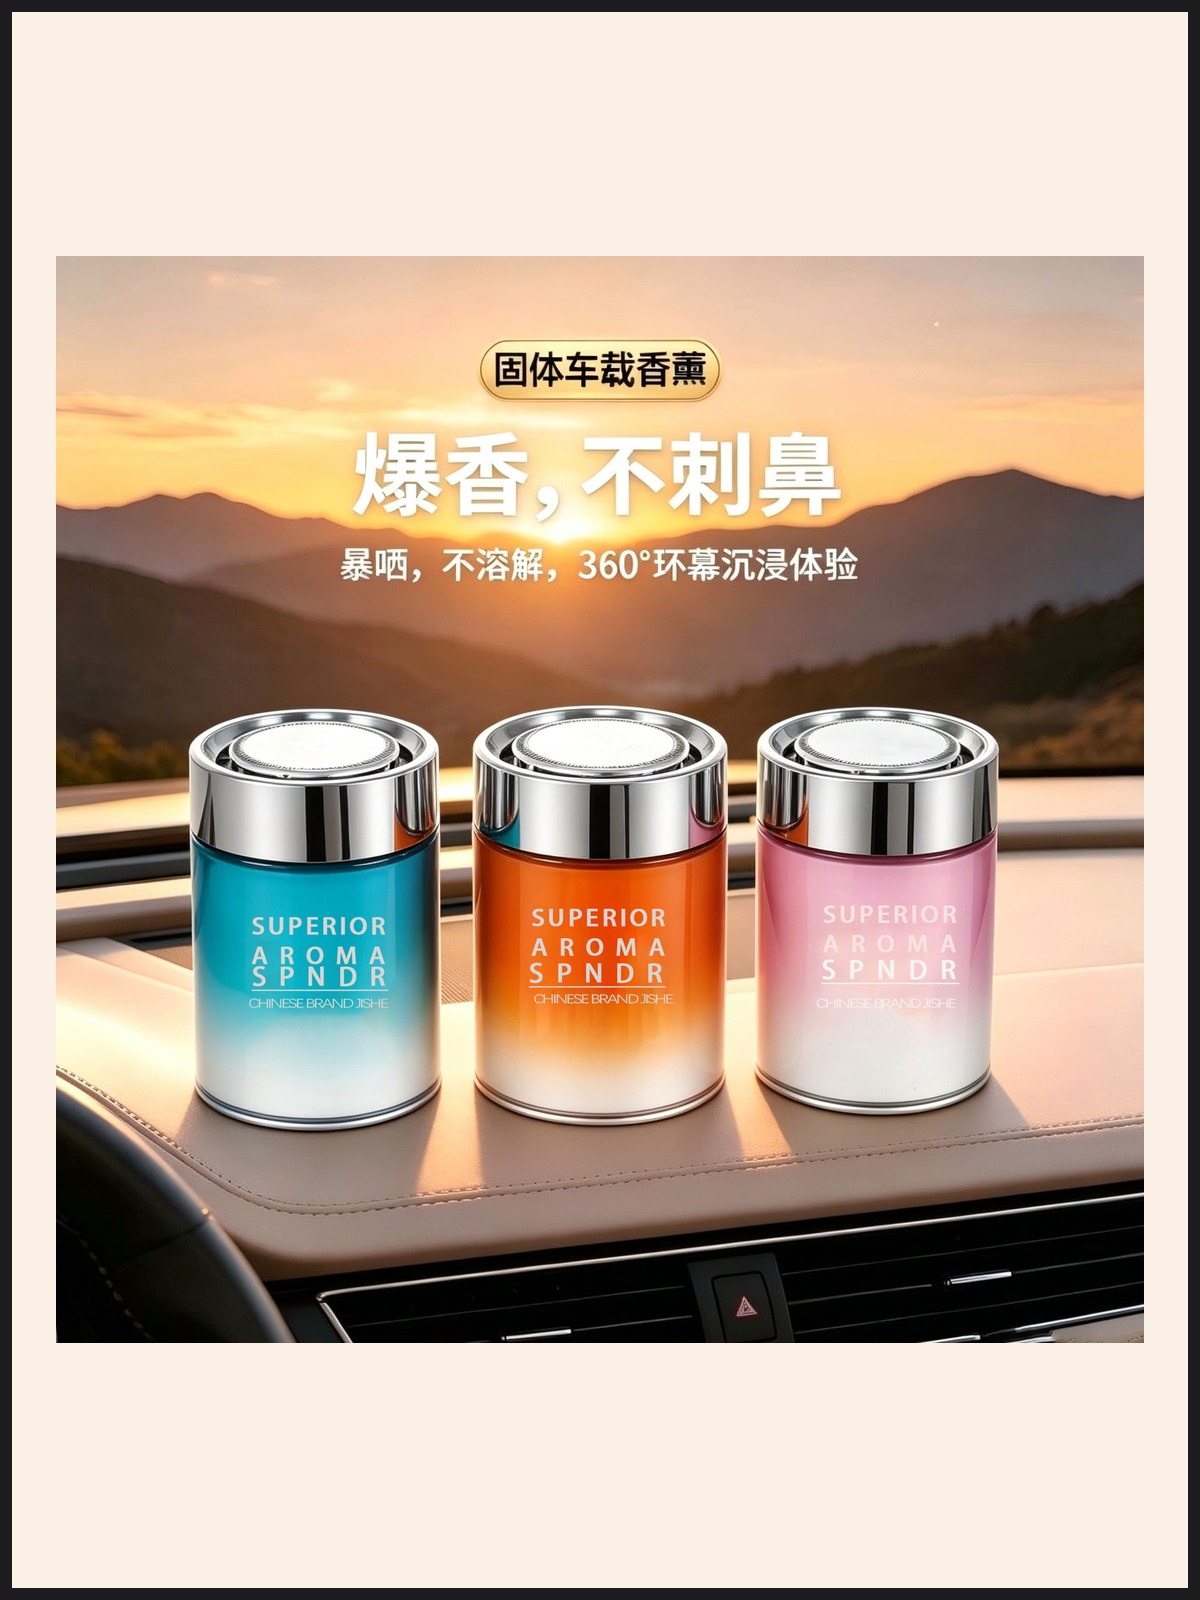 固体车载香薰
爆香，不刺鼻
暴晒，不溶解，360°环幕沉浸体验
SUPERIOR
AROMA
SPNDR
CHINESE BRAND JISHE
SUPERIOR
AROMA
SPNDR
CHINESE BRAND JISHE
SUPERIOR
AROMA
SPNDR
CHINESE BRAND JISHE